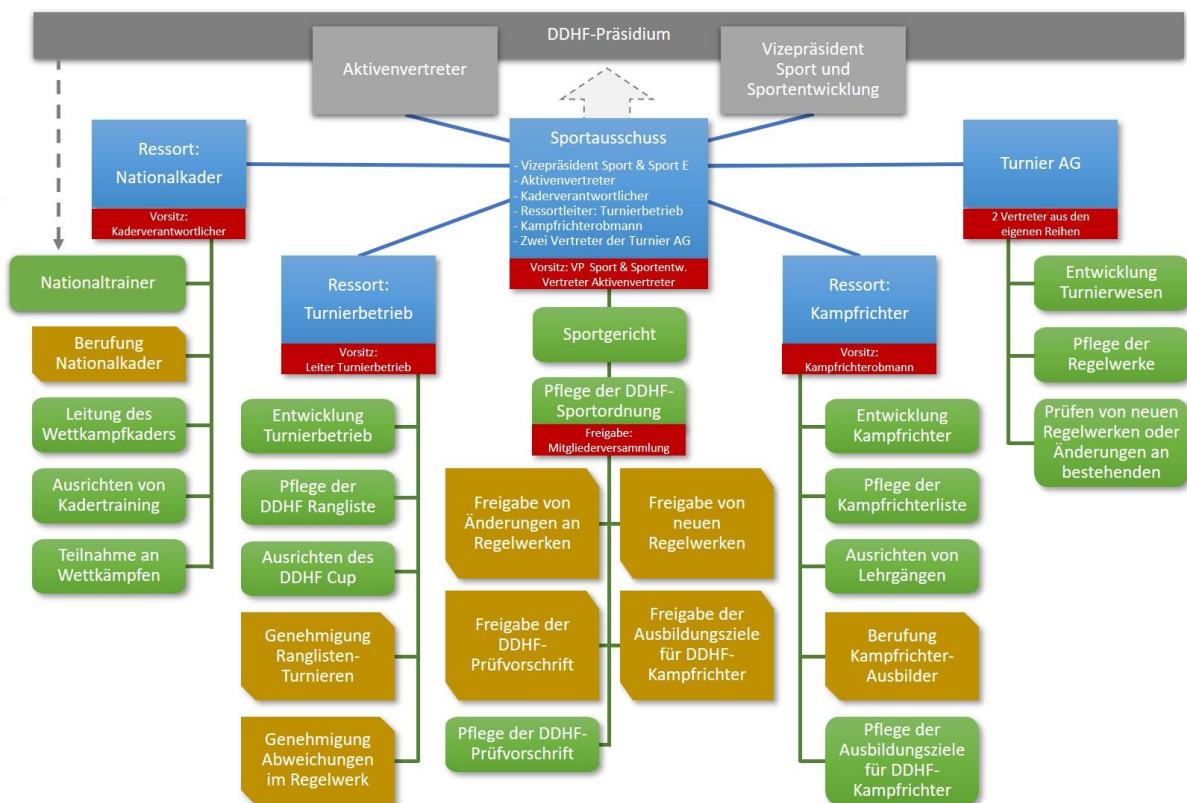 DDHF-Präsidium
Aktivenvertreter
Vizepräsident
Sport und
Sportentwicklung
Ressort:
Nationalkader
Vorsitz:
Kaderverantwortlicher
Nationaltrainer
Berufung
Nationalkader
Leitung des
Wettkampfkaders
Ausrichten von
Kadertraining
Teilnahme an
Wettkämpfen
Ressort:
Turnierbetrieb
Vorsitz:
Leiter Turnierbetrieb
Entwicklung
Turnierbetrieb
Pflege der
DDHF Rangliste
Ausrichten des
DDHF Cup
Genehmigung
Ranglisten-
Turnieren
Genehmigung
Abweichungen
im Regelwerk
Sportausschuss
- Vizepräsident Sport & Sport E
- Aktivenvertreter
- Kaderverantwortlicher
- Ressortleiter: Turnierbetrieb
- Kampfrichterobmann
- Zwei Vertreter der Turnier AG
Vorsitz: VP Sport & Sportentw.
Vertreter Aktivenvertreter
Sportgericht
Pflege der DDHF-
Sportordnung
Freigabe:
Mitgliederversammlung
Freigabe von
Änderungen an
Regelwerken
Freigabe von
neuen
Regelwerken
Freigabe der
DDHF-
Prüfvorschrift
Freigabe der
Ausbildungsziele
für DDHF-
Kampfrichter
Pflege der DDHF-
Prüfvorschrift
Ressort:
Kampfrichter
Vorsitz:
Kampfrichterobmann
Entwicklung
Kampfrichter
Pflege der
Kampfrichterliste
Ausrichten von
Lehrgängen
Berufung
Kampfrichter-
Ausbilder
Pflege der
Ausbildungsziele
für DDHF-
Kampfrichter
Turnier AG
2 Vertreter aus den
eigenen Reihen
Entwicklung
Turnierwesen
Pflege der
Regelwerke
Prüfen von neuen
Regelwerken oder
Änderungen an
bestehenden